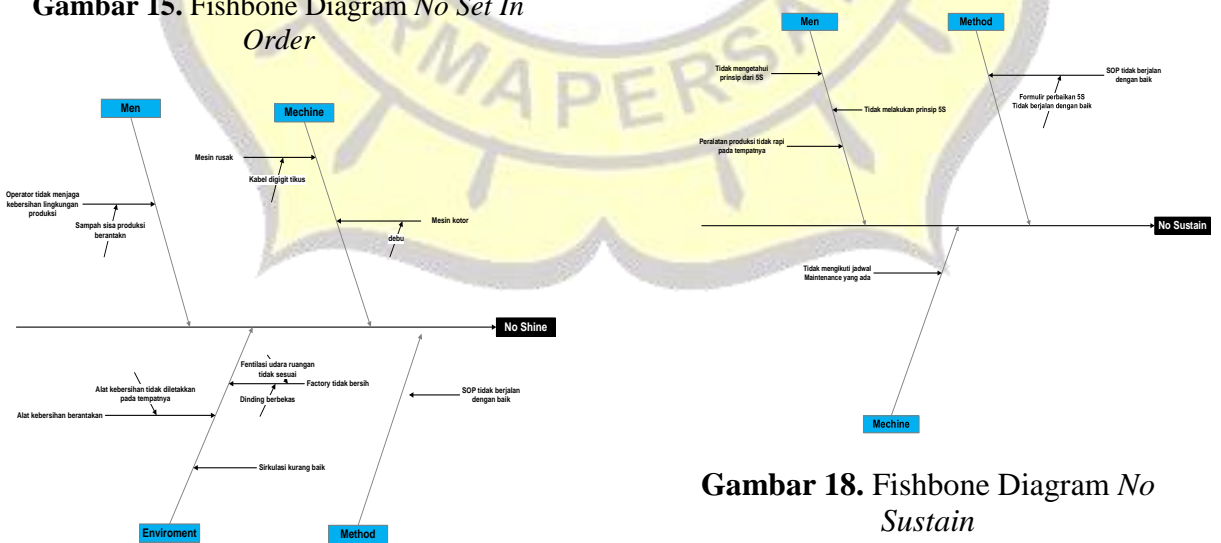 Gambar 15. Fishbone Diagram No Set In
Order
Men
Mechine
Mesin rusak
Kabel digigit tikus
Operator tidak menjaga
kebersihan lingkungan
produksi
Sampah sisa produksi
berantakn
Mesin kotor
debu
No Shine
Fentilasi udara ruangan
tidak sesuai
Alat kebersihan tidak diletakkan
pada tempatnya
Factory tidak bersih
Dinding berbekas
Alat kebersihan berantakan
SOP tidak berjalan
dengan baik
Sirkulasi kurang baik
Enviroment
Method
Men
Method
Tidak mengetahui
prinsip dari 5S
SOP tidak berjalan
dengan baik
Formulir perbaikan 5S
Tidak berjalan dengan baik
Tidak melakukan prinsip 5S
Peralatan produksi tidak rapi
pada tempatnya
No Sustain
Tidak mengikuti jadwal
Maintenance yang ada
Mechine
Gambar 18. Fishbone Diagram No
Sustain